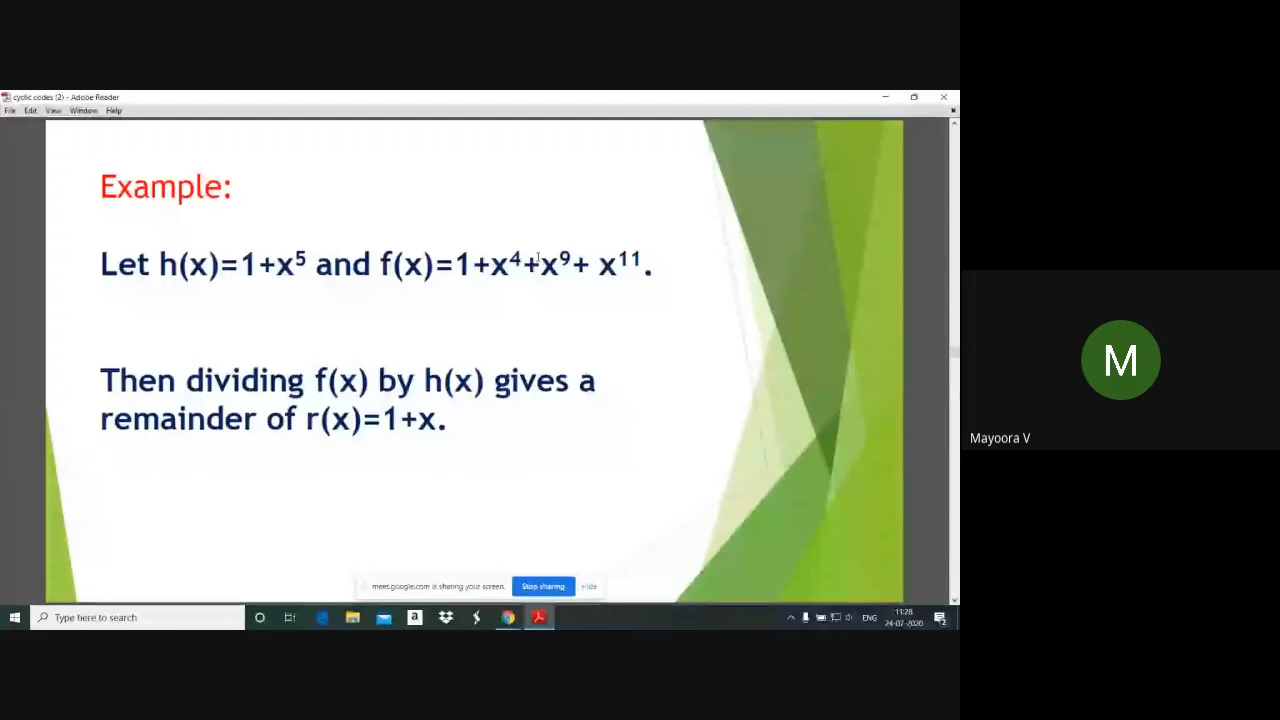 cyclic codes (2) - Adobe Reader
File Edit View Window Help
Example:
Let h(x)=1+x⁵ and f(x)=1+x⁴+x⁹+ x¹¹.
Then dividing f(x) by h(x) gives a
remainder of r(x)=1+x.
M
Mayoora V
meet.google.com is sharing your screen. Stop sharing Hide
Type here to search
a
ENG
11:28
24-07-2020
2